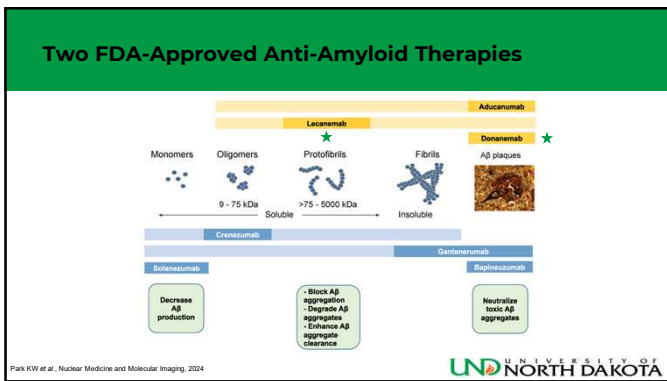 Two FDA-Approved Anti-Amyloid Therapies
Aducanumab
Lecanemab
Donanemab
Monomers Oligomers Protofibrils Fibrils Aβ plaques
9 - 75 kDa >75 - 5000 kDa
Soluble Insoluble
Crenezumab
Gantenerumab
Solanezumab Bapineuzumab
Decrease
Aβ
production
- Block Aβ
aggregation
- Degrade Aβ
aggregates
- Enhance Aβ
aggregate
clearance
Neutralize
toxic Aβ
aggregates
Park KW et al., Nuclear Medicine and Molecular Imaging, 2024
UND UNIVERSITY OF
NORTH DAKOTA